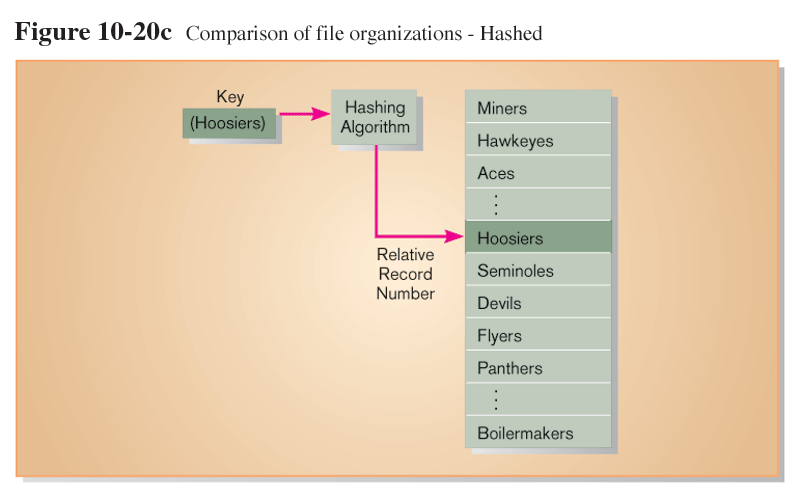 Figure 10-20c Comparison of file organizations - Hashed
Key
(Hoosiers)
Hashing
Algorithm
Relative
Record
Number
Miners
Hawkeyes
Aces
⋮
Hoosiers
Seminoles
Devils
Flyers
Panthers
⋮
Boilermakers